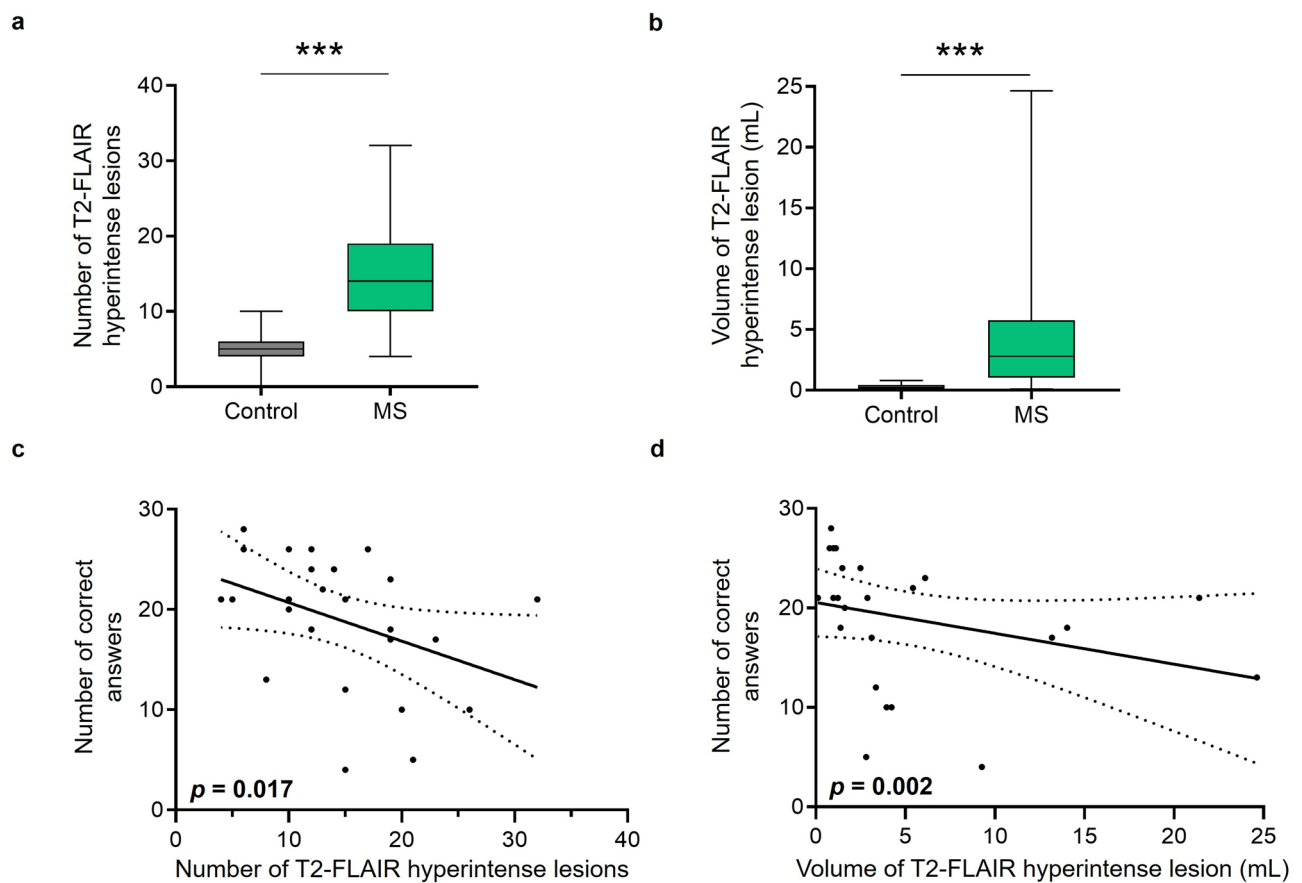 a
***
Number of T2-FLAIR
hyperintense lesions
40
30
20
10
0
Control
MS
b
***
Volume of T2-FLAIR
hyperintense lesion (mL)
25
20
15
10
5
0
Control
MS
c
Number of correct
answers
30
20
10
0
p = 0.017
0
10
20
30
40
Number of T2-FLAIR hyperintense lesions
d
Number of correct
answers
30
20
10
0
p = 0.002
0
5
10
15
20
25
Volume of T2-FLAIR hyperintense lesion (mL)